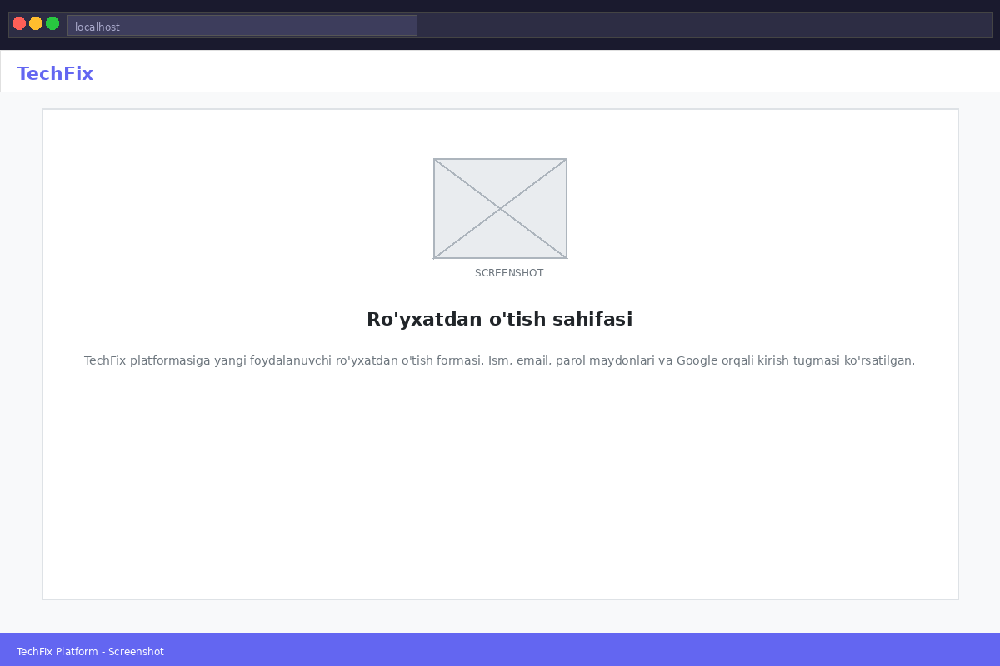 localhost
TechFix
SCREENSHOT
Ro'yxatdan o'tish sahifasi
TechFix platformasiga yangi foydalanuvchi ro'yxatdan o'tish formasi. Ism, email, parol maydonlari va Google orqali kirish tugmasi ko'rsatilgan.
TechFix Platform - Screenshot